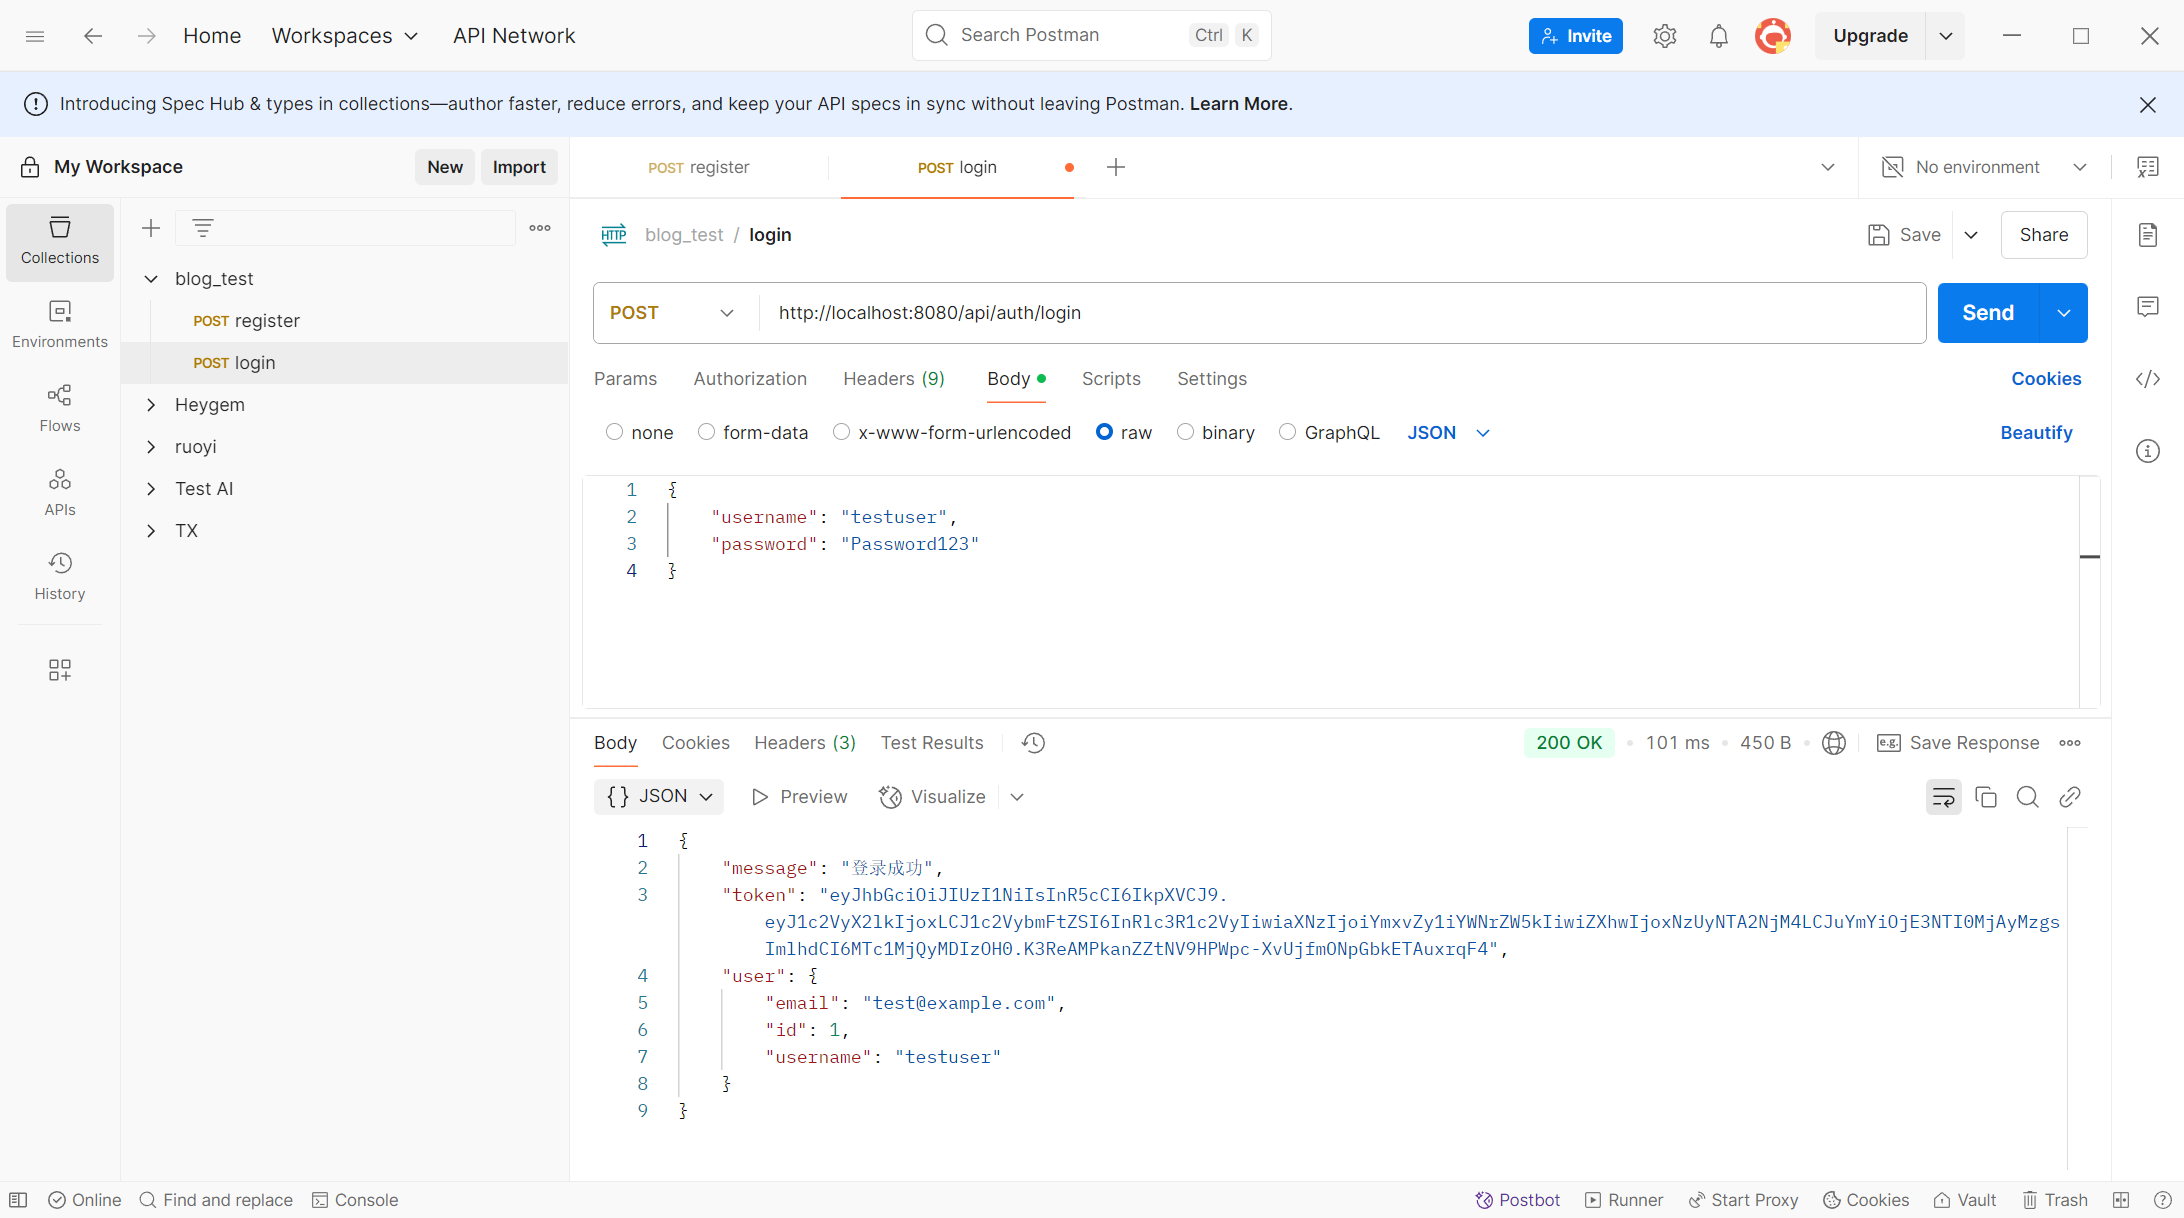 Home
Workspaces
API Network
Search Postman
Ctrl K
Invite
Upgrade
Introducing Spec Hub & types in collections—author faster, reduce errors, and keep your API specs in sync without leaving Postman. Learn More.
My Workspace
New
Import
POST register
POST login
No environment
Collections
Environments
Flows
APIs
History
blog_test
POST register
POST login
Heygem
ruoyi
Test AI
TX
HTTP
blog_test / login
Save
Share
POST
http://localhost:8080/api/auth/login
Send
Params
Authorization
Headers (9)
Body
Scripts
Settings
Cookies
none
form-data
x-www-form-urlencoded
raw
binary
GraphQL
JSON
Beautify
1 {
2 "username": "testuser",
3 "password": "Password123"
4 }
Body
Cookies
Headers (3)
Test Results
200 OK
101 ms
450 B
e.g.
Save Response
{} JSON
Preview
Visualize
1 {
2 "message": "登录成功",
3 "token": "eyJhbGciOiJIUzI1NiIsInR5cCI6IkpXVCJ9.
eyJ1c2VyX2lkIjoxLCJ1c2VybmFtZSI6InRlc3R1c2VyIiwiaXNzIjoiYmxvZy1iYWNrZW5kIiwiZXhwIjoxNzUyNTA2NjM4LCJuYmYiOjE3NTI0MjAyMzgs
ImlhdCI6MTc1MjQyMDIzOH0.K3ReAMPkanZZtNV9HPWpc-XvUjfmONpGbkETAuxrqF4",
4 "user": {
5 "email": "test@example.com",
6 "id": 1,
7 "username": "testuser"
8 }
9 }
Online
Find and replace
Console
Postbot
Runner
Start Proxy
Cookies
Vault
Trash